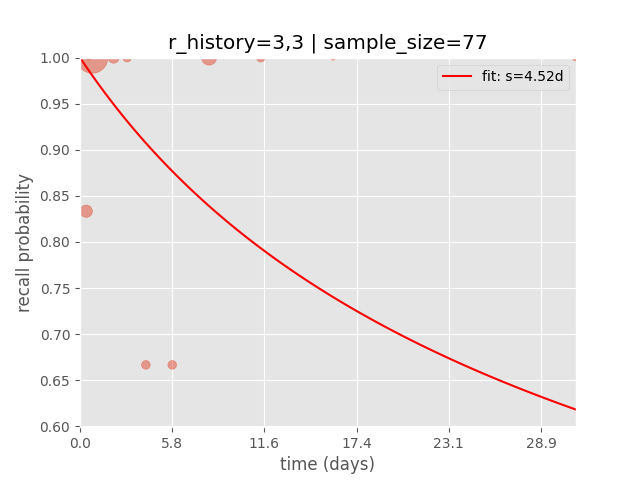 r_history=3,3 | sample_size=77
fit: s=4.52d
1.00
0.95
0.90
0.85
0.80
0.75
0.70
0.65
0.60
recall probability
0.0 5.8 11.6 17.4 23.1 28.9
time (days)